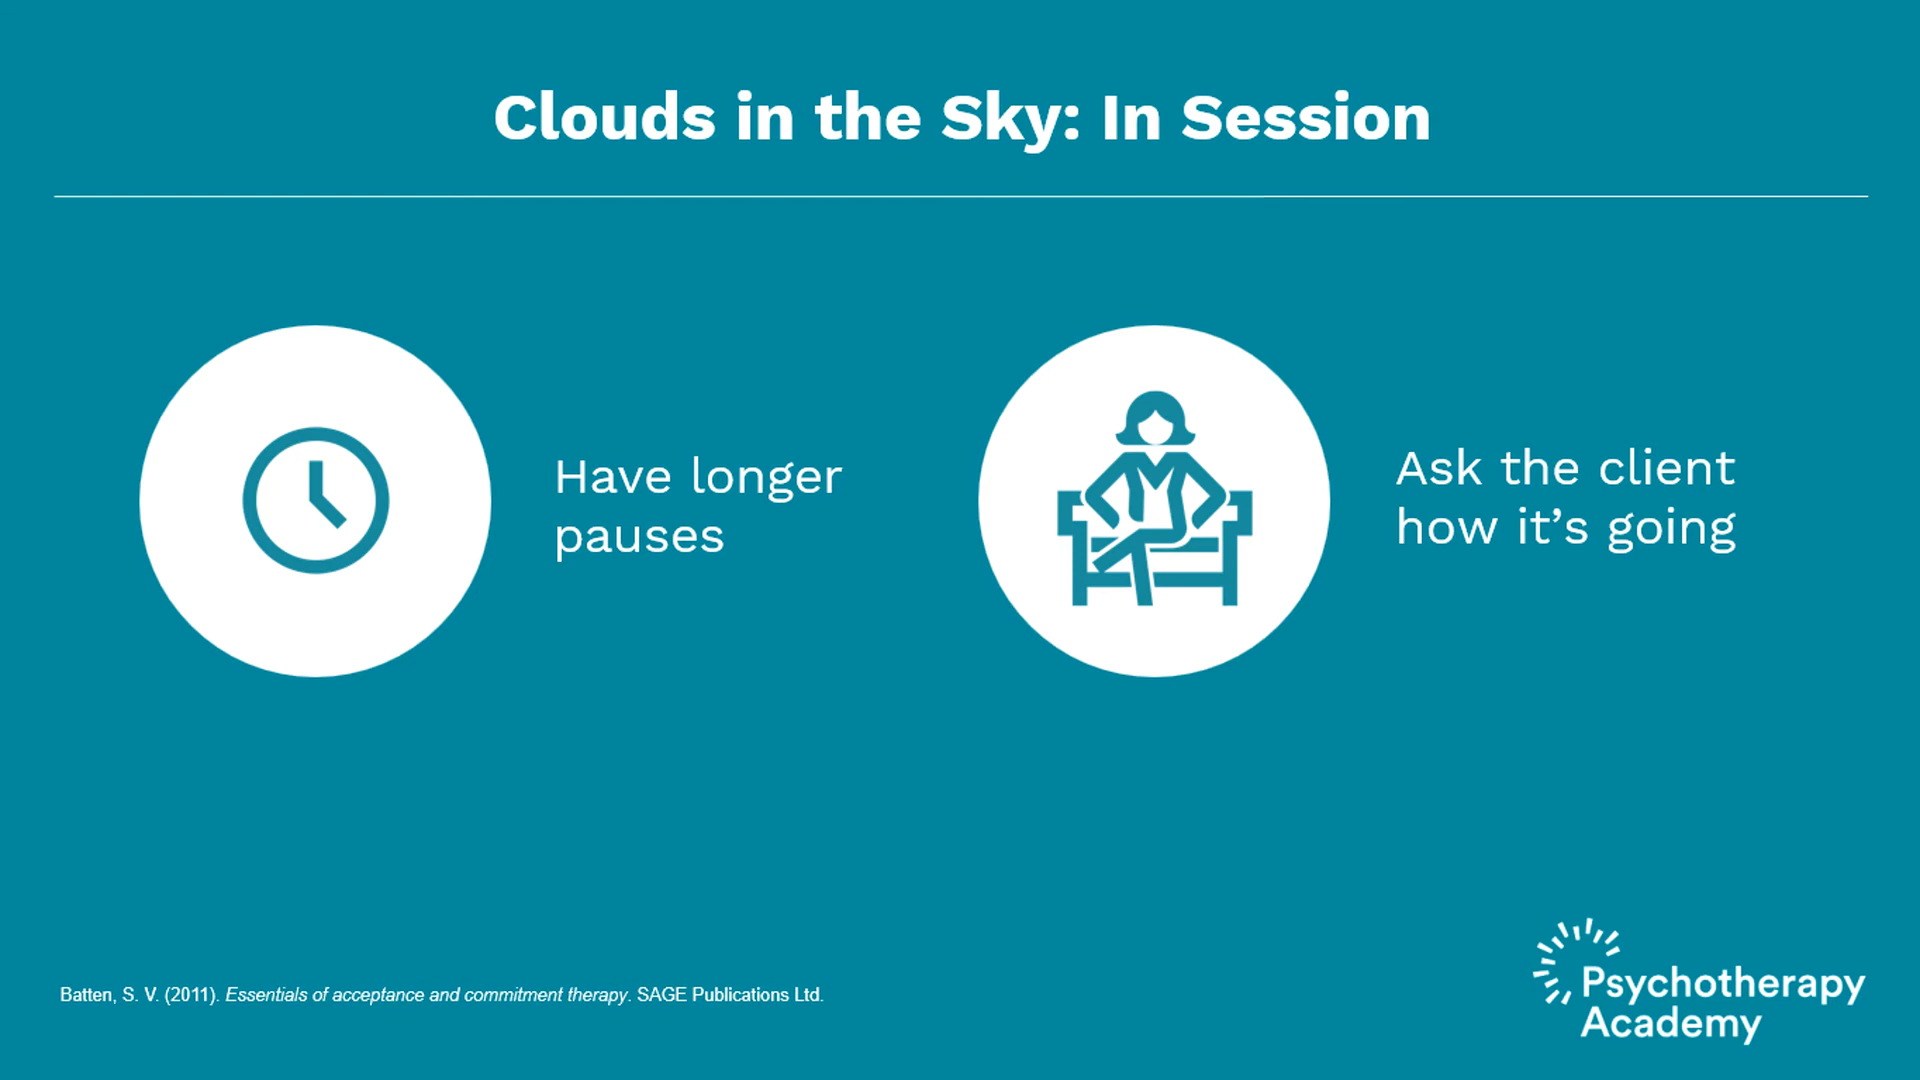 Clouds in the Sky: In Session
Have longer
pauses
Ask the client
how it’s going
Batten, S. V. (2011). Essentials of acceptance and commitment therapy. SAGE Publications Ltd.
Psychotherapy
Academy